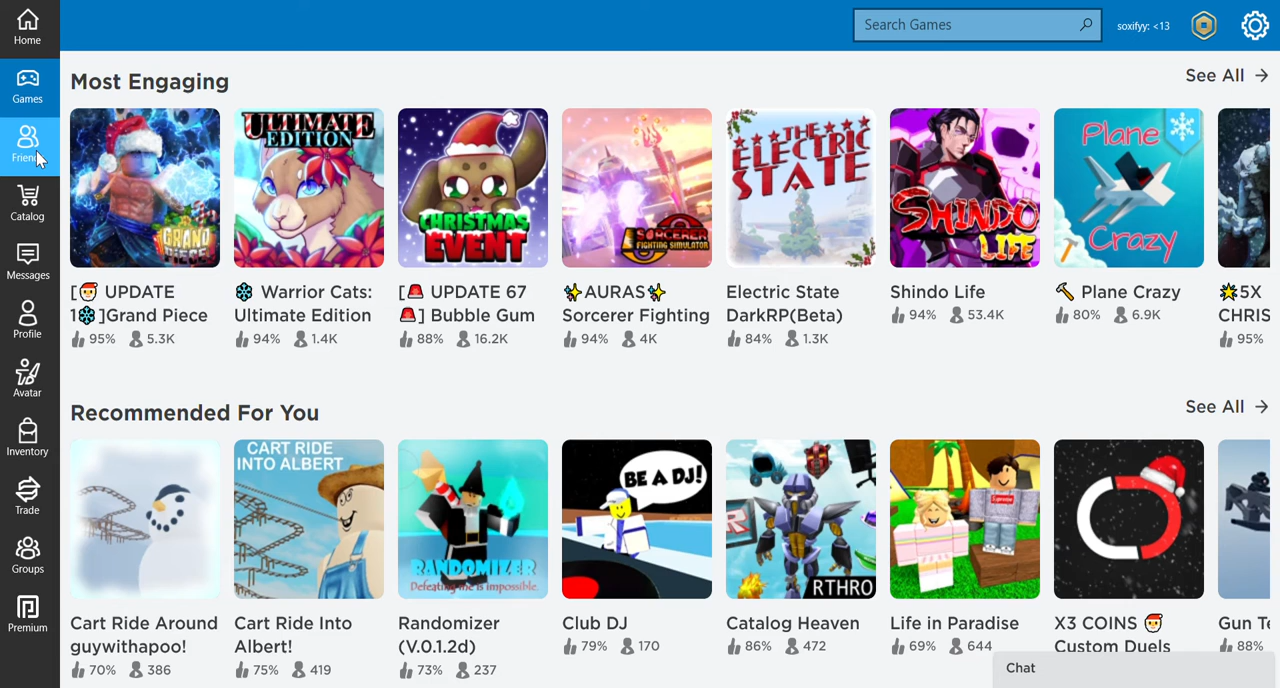 Home
Games
Friends
Catalog
Messages
Profile
Avatar
Inventory
Trade
Groups
Premium
Search Games
soxifyy: <13
Most Engaging
See All →
GRAND
PIECE
ULTIMATE
EDITION
CHRISTMAS
EVENT
SORCERER
FIGHTING SIMULATOR
THE
ELECTRIC
STATE
SHINDO
LIFE
Plane
Crazy
[🎅 UPDATE
1❄️]Grand Piece
95% 5.3K
❄️ Warrior Cats:
Ultimate Edition
94% 1.4K
[🚨 UPDATE 67
🚨] Bubble Gum
88% 16.2K
✨AURAS✨
Sorcerer Fighting
94% 4K
Electric State
DarkRP(Beta)
84% 1.3K
Shindo Life
94% 53.4K
🔨 Plane Crazy
80% 6.9K
🌟5X
CHRIS
95%
Recommended For You
See All →
CART RIDE
INTO ALBERT!
RANDOMIZER
Defeating me is impossible.
BE A DJ!
RTHRO
Cart Ride Around
guywithapoo!
70% 386
Cart Ride Into
Albert!
75% 419
Randomizer
(V.0.1.2d)
73% 237
Club DJ
79% 170
Catalog Heaven
86% 472
Life in Paradise
69% 644
X3 COINS 🎅
Custom Duels
Gun Te
88%
Chat